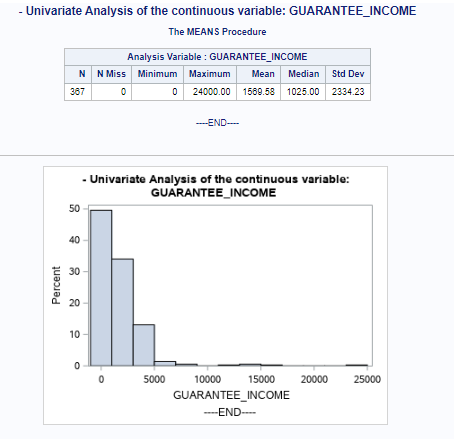 - Univariate Analysis of the continuous variable: GUARANTEE_INCOME
The MEANS Procedure
Analysis Variable : GUARANTEE_INCOME
N N Miss Minimum Maximum Mean Median Std Dev
367 0 0 24000.00 1569.58 1025.00 2334.23
----END----
- Univariate Analysis of the continuous variable:
GUARANTEE_INCOME
50
40
30
20
10
0
Percent
0 5000 10000 15000 20000 25000
GUARANTEE_INCOME
----END----